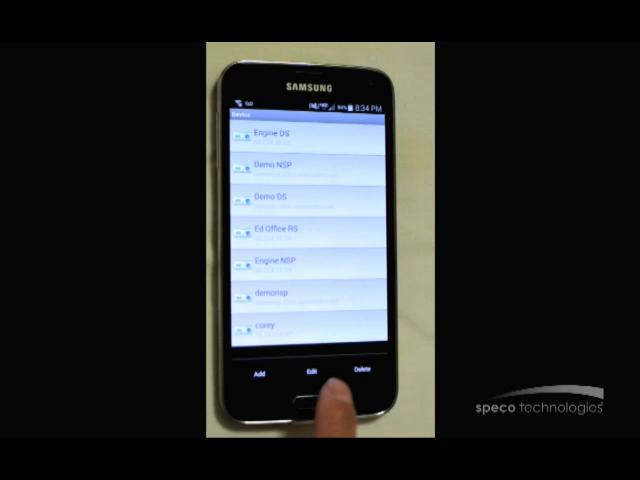 SAMSUNG
84% 8:34 PM
Device
Engine DS
Demo NSP
Demo DS
Ed Office RS
Engine NSP
demonsp
corey
Add Edit Delete
speco technologies